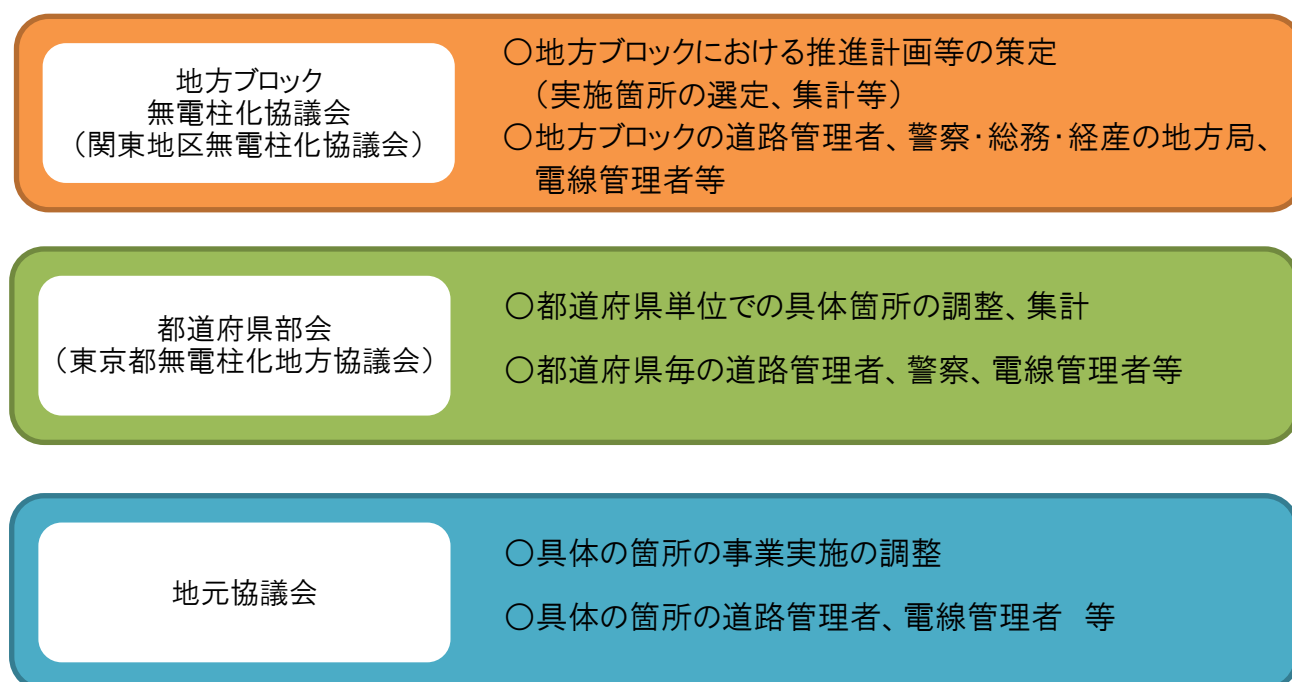 地方ブロック
無電柱化協議会
（関東地区無電柱化協議会）
○地方ブロックにおける推進計画等の策定
（実施箇所の選定、集計等）
○地方ブロックの道路管理者、警察・総務・経産の地方局、
電線管理者等
都道府県部会
（東京都無電柱化地方協議会）
○都道府県単位での具体箇所の調整、集計
○都道府県毎の道路管理者、警察、電線管理者等
地元協議会
○具体の箇所の事業実施の調整
○具体の箇所の道路管理者、電線管理者　等